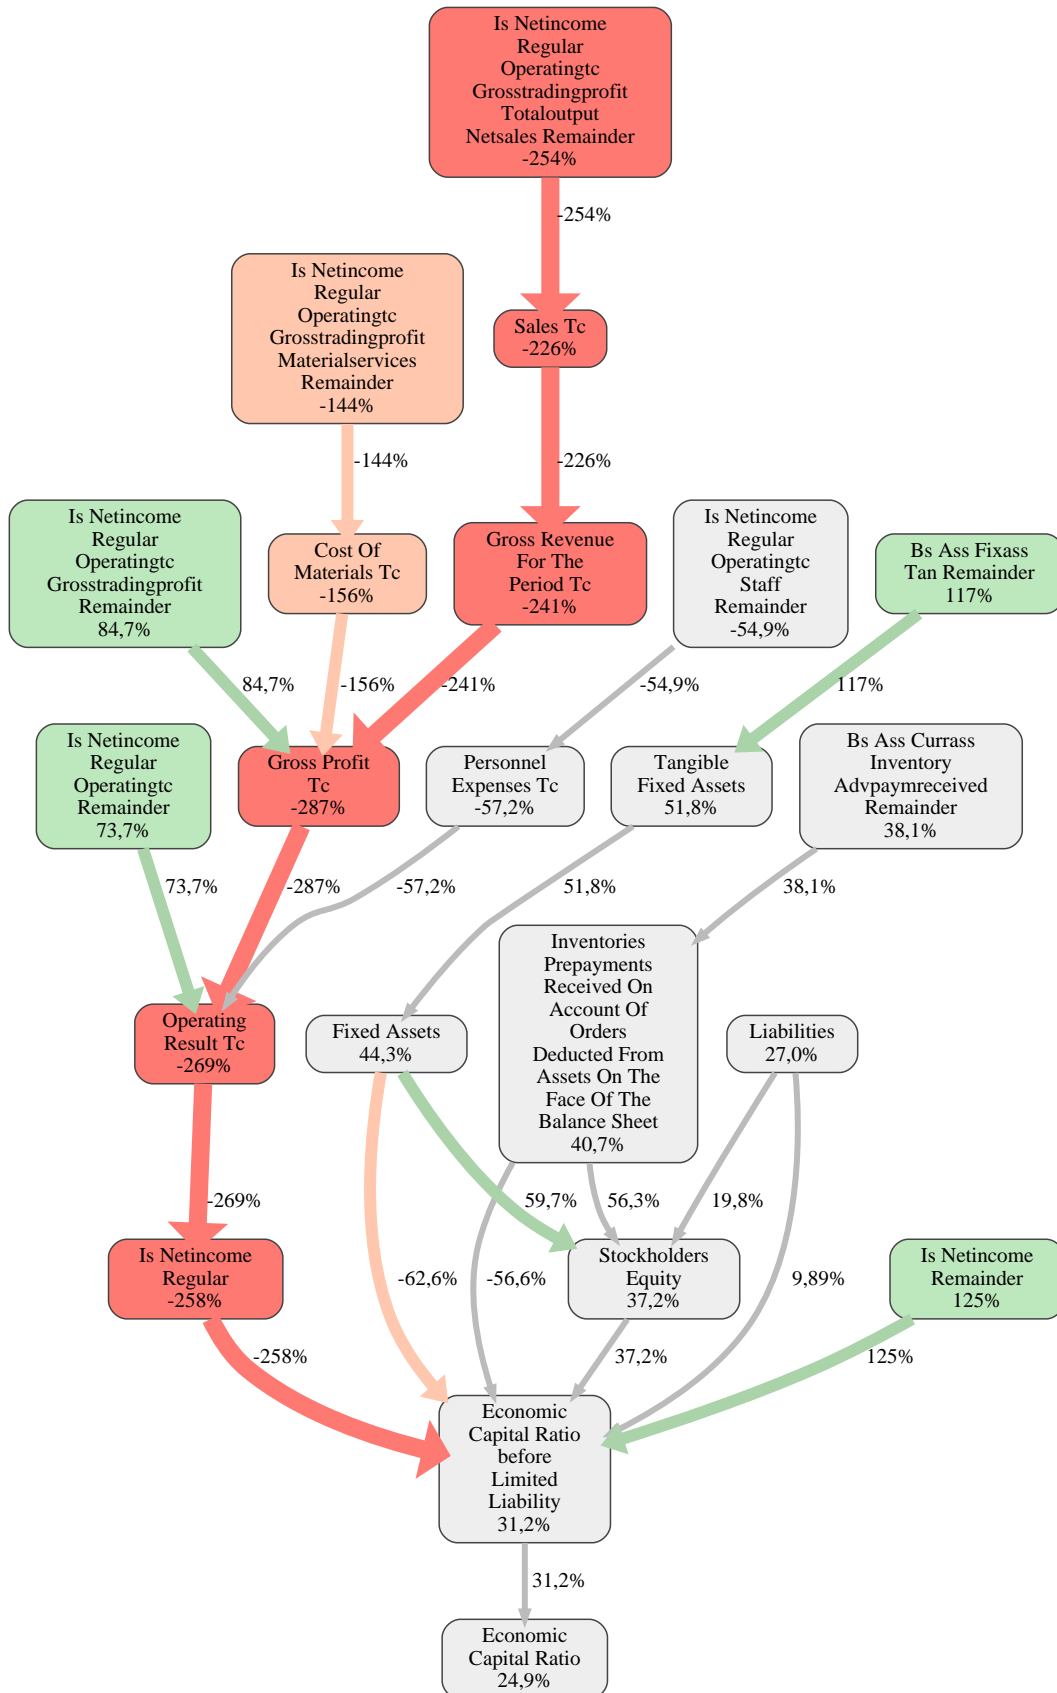 Is Netincome
Regular
Operatingtc
Grosstradingprofit
Totaloutput
Netsales Remainder
-254%
-254%
Is Netincome
Regular
Operatingtc
Grosstradingprofit
Materialservices
Remainder
-144%
Sales Tc
-226%
-144%
-226%
Is Netincome
Regular
Operatingtc
Grosstradingprofit
Remainder
84,7%
Cost Of
Materials Tc
-156%
Gross Revenue
For The
Period Tc
-241%
Is Netincome
Regular
Operatingtc
Staff
Remainder
-54,9%
Bs Ass Fixass
Tan Remainder
117%
84,7%
-156%
-241%
-54,9%
117%
Is Netincome
Regular
Operatingtc
Remainder
73,7%
Gross Profit
Tc
-287%
Personnel
Expenses Tc
-57,2%
Tangible
Fixed Assets
51,8%
Bs Ass Currass
Inventory
Advpaymreceived
Remainder
38,1%
73,7%
-287%
-57,2%
51,8%
38,1%
Operating
Result Tc
-269%
Fixed Assets
44,3%
Inventories
Prepayments
Received On
Account Of
Orders
Deducted From
Assets On The
Face Of The
Balance Sheet
40,7%
Liabilities
27,0%
-269%
59,7%
56,3%
19,8%
Is Netincome
Regular
-258%
-62,6%
-56,6%
Stockholders
Equity
37,2%
9,89%
Is Netincome
Remainder
125%
-258%
37,2%
125%
Economic
Capital Ratio
before
Limited
Liability
31,2%
31,2%
Economic
Capital Ratio
24,9%